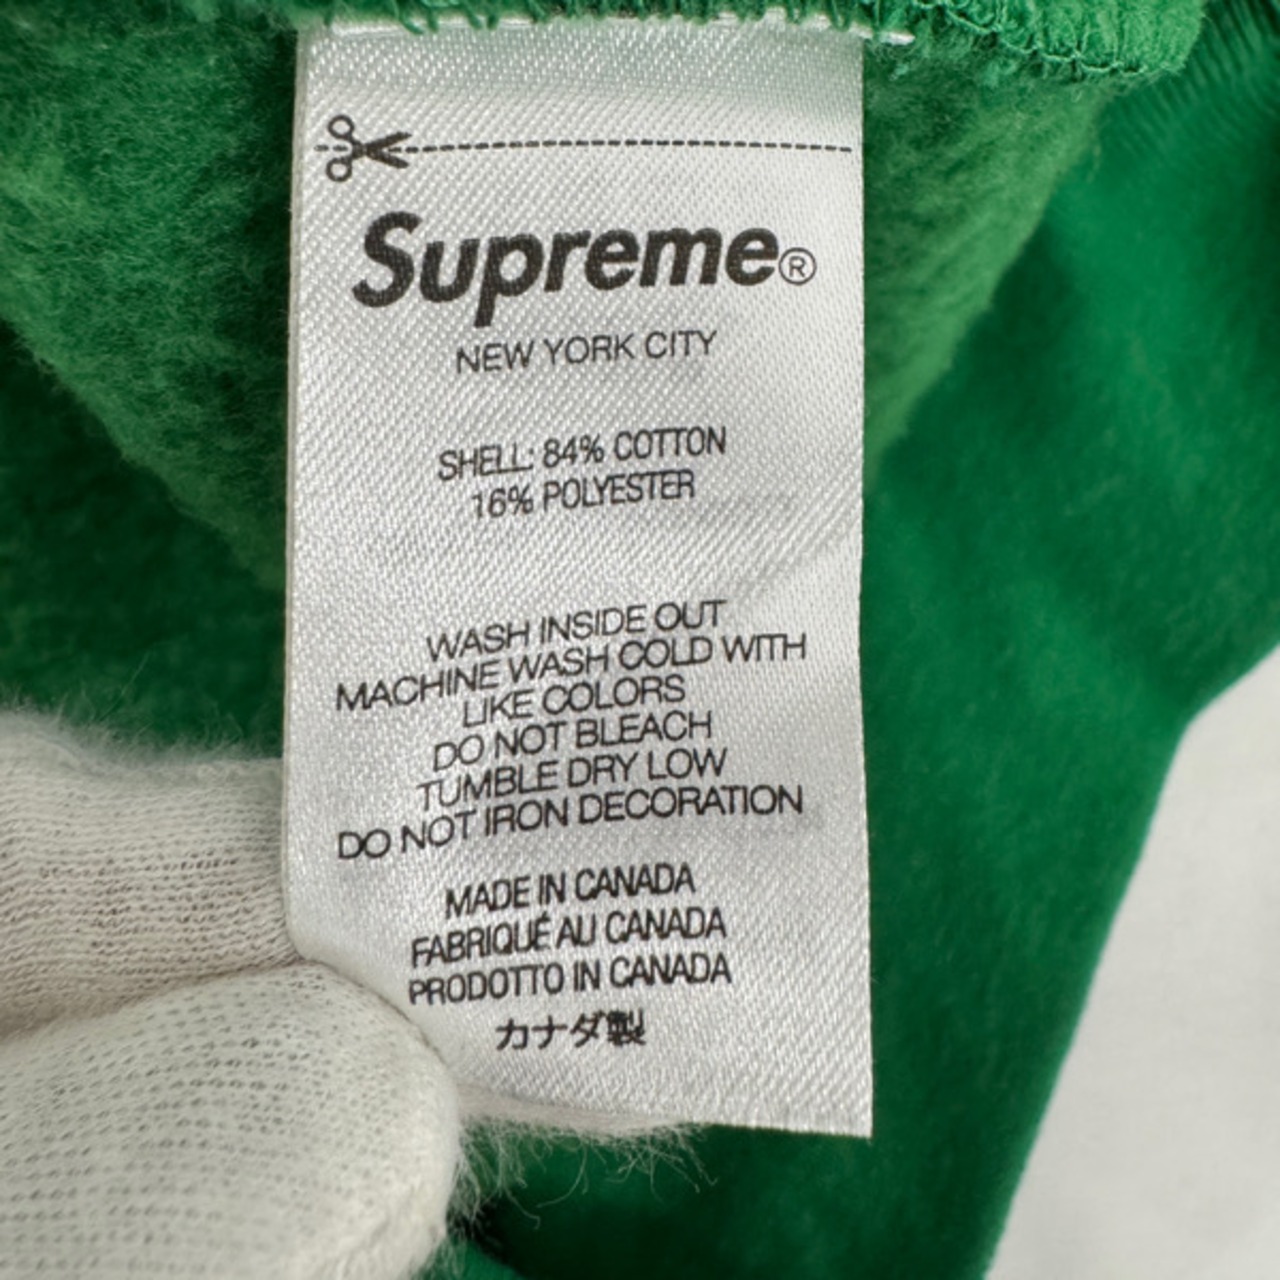 Supreme®
NEW YORK CITY
SHELL: 84% COTTON
16% POLYESTER
WASH INSIDE OUT
MACHINE WASH COLD WITH
LIKE COLORS
DO NOT BLEACH
TUMBLE DRY LOW
DO NOT IRON DECORATION
MADE IN CANADA
FABRIQUÉ AU CANADA
PRODOTTO IN CANADA
カナダ製